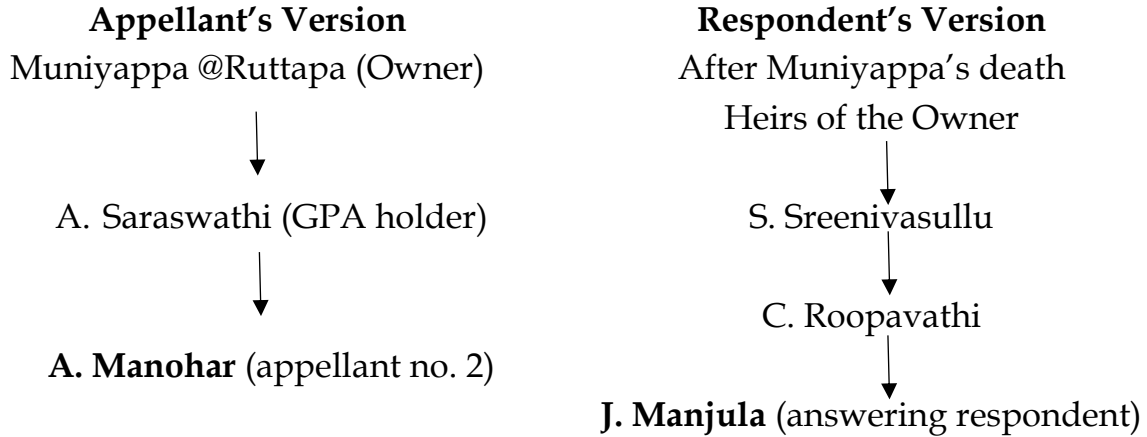 Appellant’s Version
Muniyappa @Ruttapa (Owner)
A. Saraswathi (GPA holder)
A. Manohar (appellant no. 2)
Respondent’s Version
After Muniyappa’s death
Heirs of the Owner
S. Sreenivasullu
C. Roopavathi
J. Manjula (answering respondent)